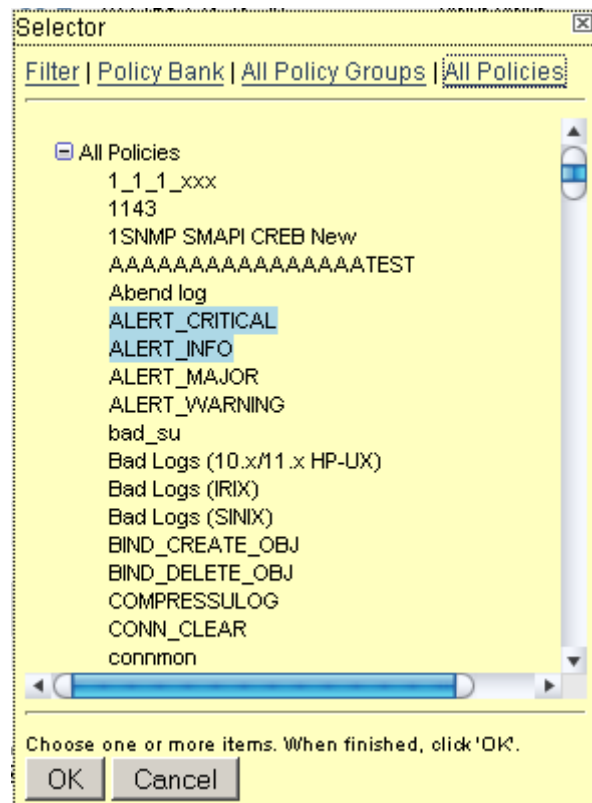 Selector
Filter | Policy Bank | All Policy Groups | All Policies
All Policies
1_1_1_xxx
1143
1SNMP SMAPI CREB New
AAAAAAAAAAAAAAAATEST
Abend log
ALERT_CRITICAL
ALERT_INFO
ALERT_MAJOR
ALERT_WARNING
bad_su
Bad Logs (10.x/11.x HP-UX)
Bad Logs (IRIX)
Bad Logs (SINIX)
BIND_CREATE_OBJ
BIND_DELETE_OBJ
COMPRESSULOG
CONN_CLEAR
connmon
Choose one or more items. When finished, click 'OK'.
OK Cancel